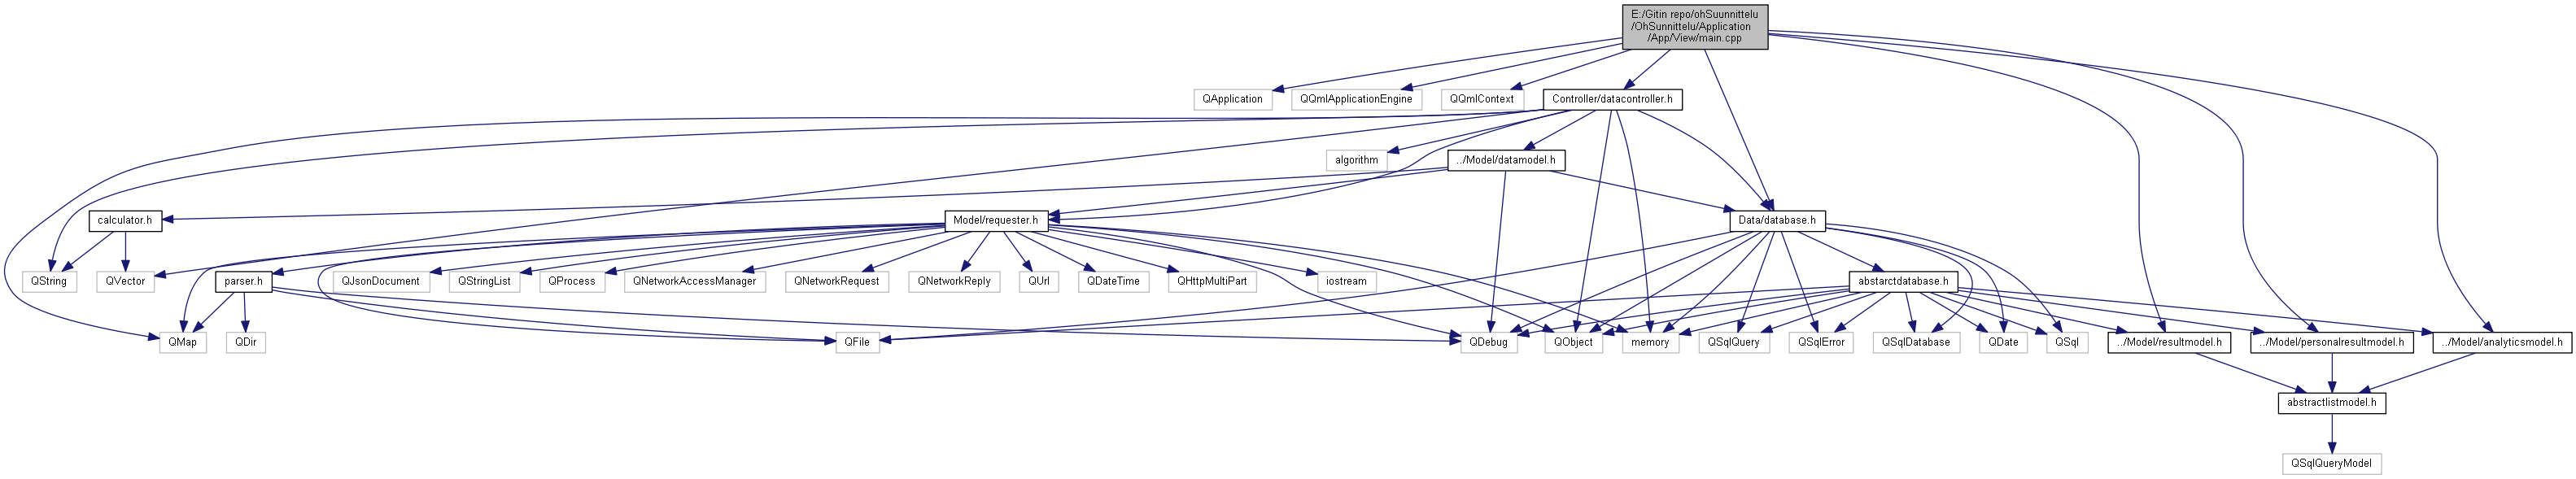 E:/Gitin repo/ohSuunnittelu
/OhSunnittelu/Application
/App/View/main.cpp
QApplication
QQmlApplicationEngine
QQmlContext
Controller/datacontroller.h
algorithm
../Model/datamodel.h
calculator.h
Model/requester.h
Data/database.h
QString
QVector
parser.h
QJsonDocument
QStringList
QProcess
QNetworkAccessManager
QNetworkRequest
QNetworkReply
QUrl
QDateTime
QHttpMultiPart
iostream
abstarctdatabase.h
QMap
QDir
QFile
QDebug
QObject
memory
QSqlQuery
QSqlError
QSqlDatabase
QDate
QSql
../Model/resultmodel.h
../Model/personalresultmodel.h
../Model/analyticsmodel.h
abstractlistmodel.h
QSqlQueryModel